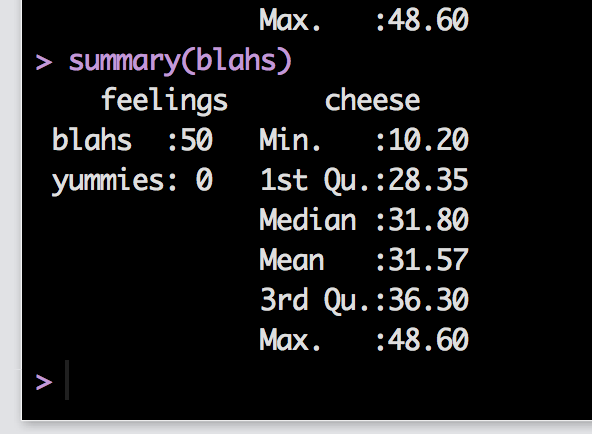 Max.   :48.60
> summary(blahs)
    feelings      cheese
 blahs  :50   Min.   :10.20
 yummies: 0   1st Qu.:28.35
              Median :31.80
              Mean   :31.57
              3rd Qu.:36.30
              Max.   :48.60
>